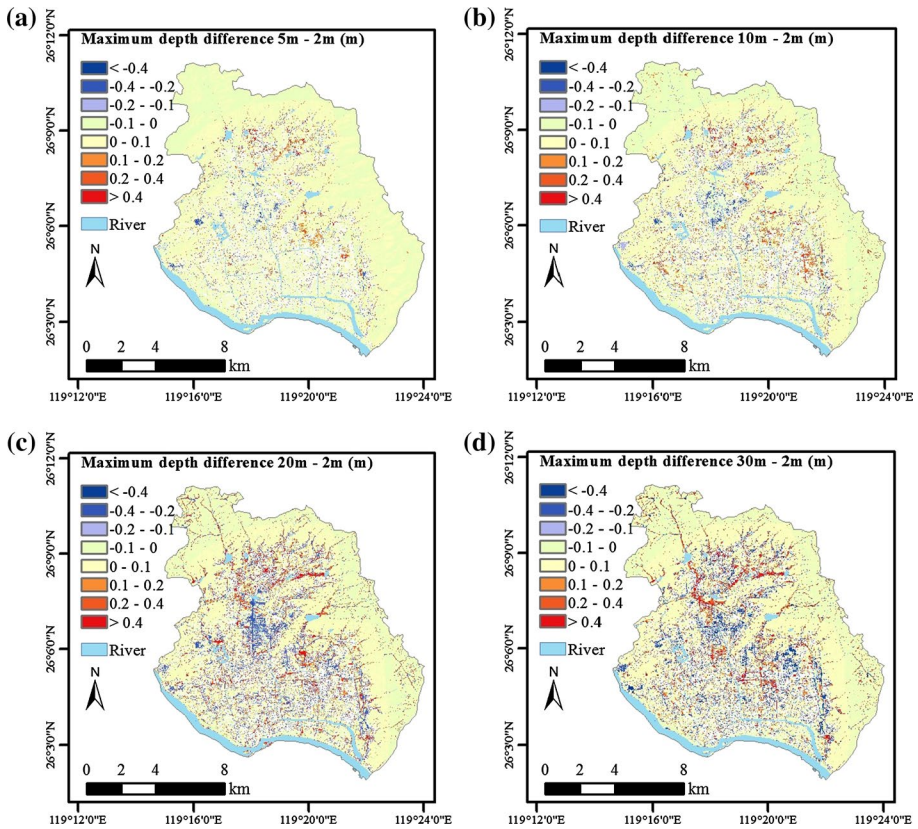 (a)
Maximum depth difference 5m - 2m (m)
< -0.4
-0.4 - -0.2
-0.2 - -0.1
-0.1 - 0
0 - 0.1
0.1 - 0.2
0.2 - 0.4
> 0.4
River
N
0 2 4 8
km
26°12'0"N
26°9'0"N
26°6'0"N
26°3'0"N
119°12'0"E 119°16'0"E 119°20'0"E 119°24'0"E
(b)
Maximum depth difference 10m - 2m (m)
< -0.4
-0.4 - -0.2
-0.2 - -0.1
-0.1 - 0
0 - 0.1
0.1 - 0.2
0.2 - 0.4
> 0.4
River
N
0 2 4 8
km
26°12'0"N
26°9'0"N
26°6'0"N
26°3'0"N
119°12'0"E 119°16'0"E 119°20'0"E 119°24'0"E
(c)
Maximum depth difference 20m - 2m (m)
< -0.4
-0.4 - -0.2
-0.2 - -0.1
-0.1 - 0
0 - 0.1
0.1 - 0.2
0.2 - 0.4
> 0.4
River
N
0 2 4 8
km
26°12'0"N
26°9'0"N
26°6'0"N
26°3'0"N
119°12'0"E 119°16'0"E 119°20'0"E 119°24'0"E
(d)
Maximum depth difference 30m - 2m (m)
< -0.4
-0.4 - -0.2
-0.2 - -0.1
-0.1 - 0
0 - 0.1
0.1 - 0.2
0.2 - 0.4
> 0.4
River
N
0 2 4 8
km
26°12'0"N
26°9'0"N
26°6'0"N
26°3'0"N
119°12'0"E 119°16'0"E 119°20'0"E 119°24'0"E